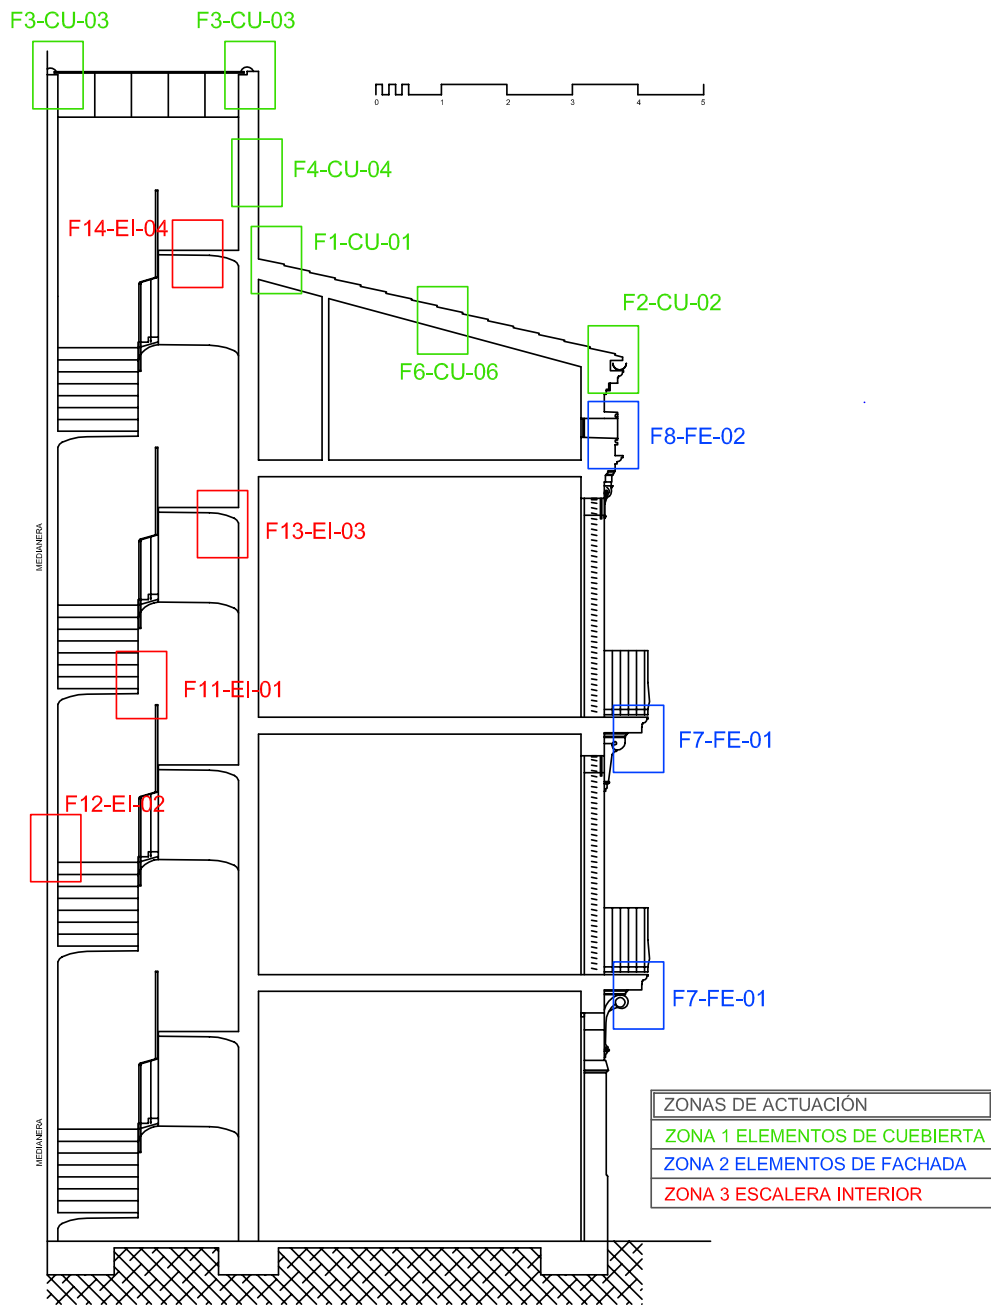 F3-CU-03
F3-CU-03
0 1 2 3 4 5
F4-CU-04
F14-EI-04
F1-CU-01
F2-CU-02
F6-CU-06
F8-FE-02
F13-EI-03
MEDIANERA
F11-EI-01
F7-FE-01
F12-EI-02
F7-FE-01
ZONAS DE ACTUACIÓN
ZONA 1 ELEMENTOS DE CUEBIERTA
ZONA 2 ELEMENTOS DE FACHADA
ZONA 3 ESCALERA INTERIOR
MEDIANERA